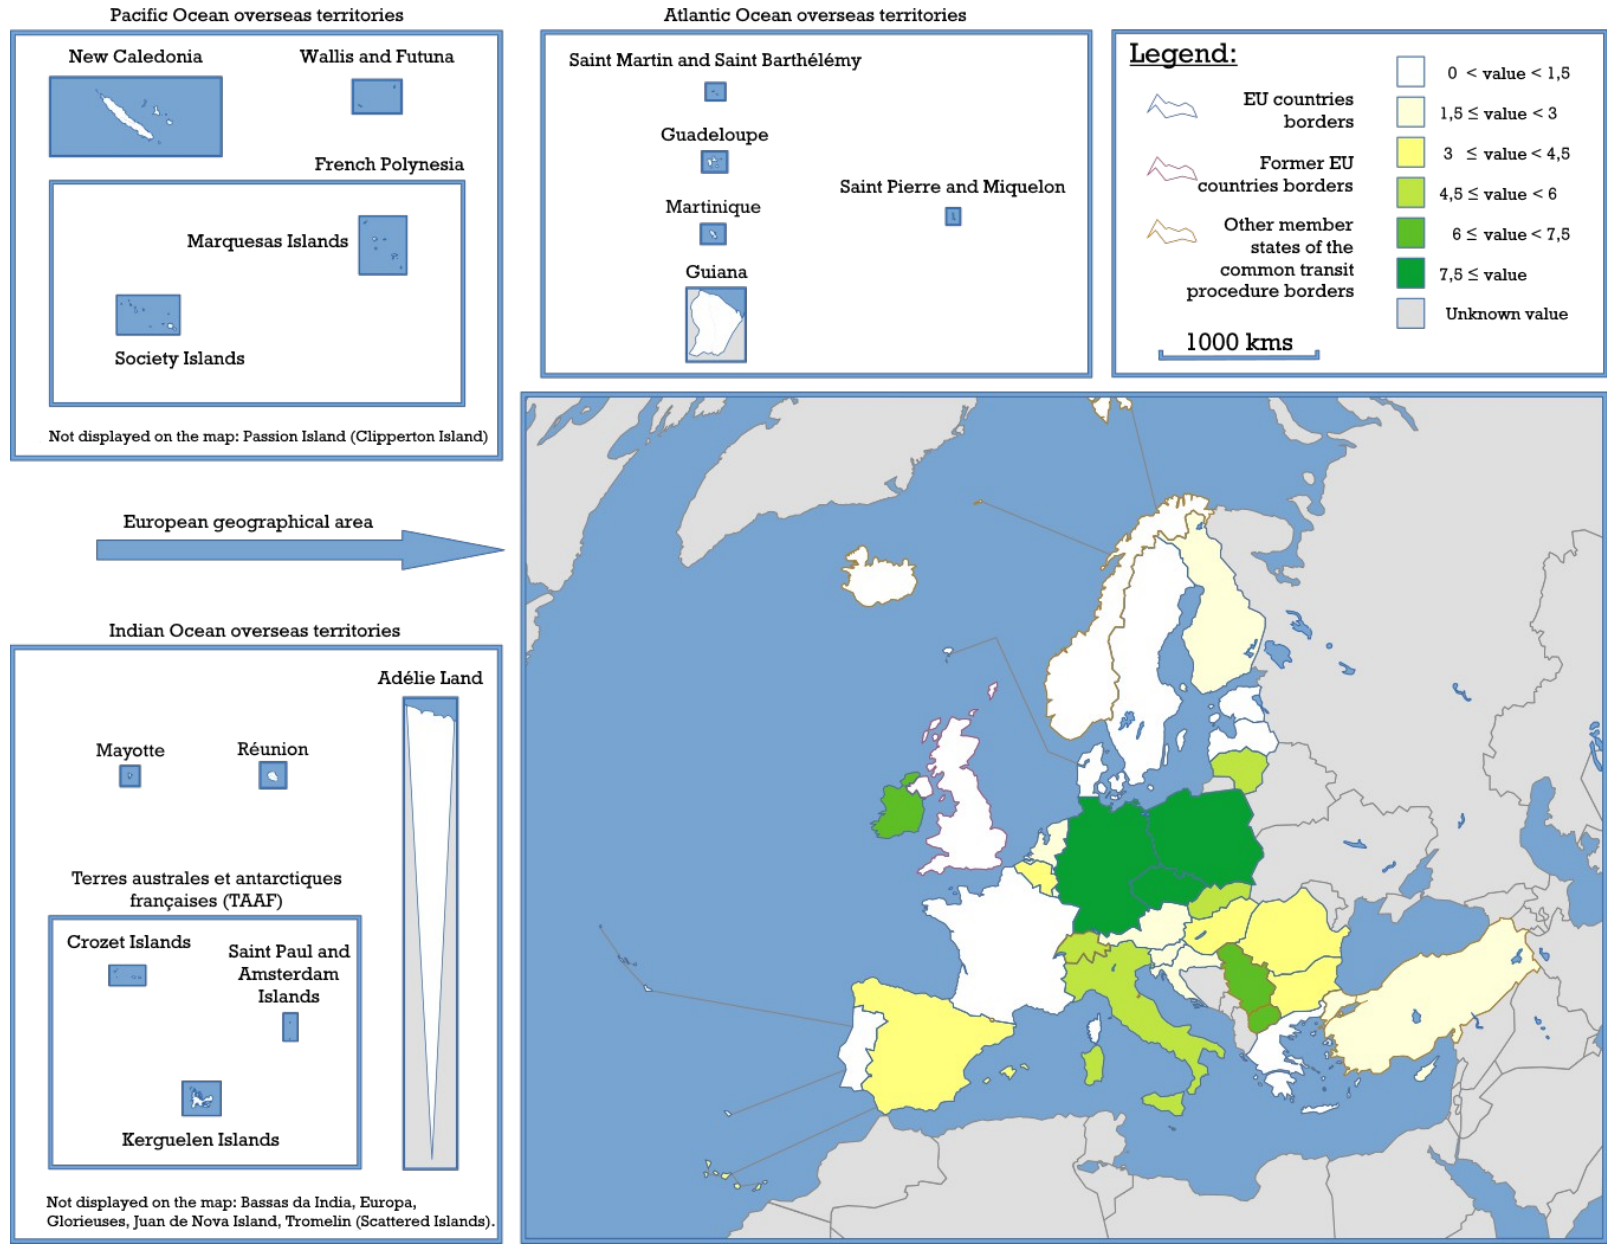 Pacific Ocean overseas territories
New Caledonia
Wallis and Futuna
French Polynesia
Marquesas Islands
Society Islands
Not displayed on the map: Passion Island (Clipperton Island)
Atlantic Ocean overseas territories
Saint Martin and Saint Barthélémy
Guadeloupe
Saint Pierre and Miquelon
Martinique
Guiana
Legend:
EU countries
borders
Former EU
countries borders
Other member
states of the
common transit
procedure borders
1000 kms
0 < value < 1,5
1,5 ≤ value < 3
3 ≤ value < 4,5
4,5 ≤ value < 6
6 ≤ value < 7,5
7,5 ≤ value
Unknown value
European geographical area
Indian Ocean overseas territories
Adélie Land
Mayotte
Réunion
Terres australes et antarctiques
françaises (TAAF)
Crozet Islands
Saint Paul and
Amsterdam
Islands
Kerguelen Islands
Not displayed on the map: Bassas da India, Europa,
Glorieuses, Juan de Nova Island, Tromelin (Scattered Islands).